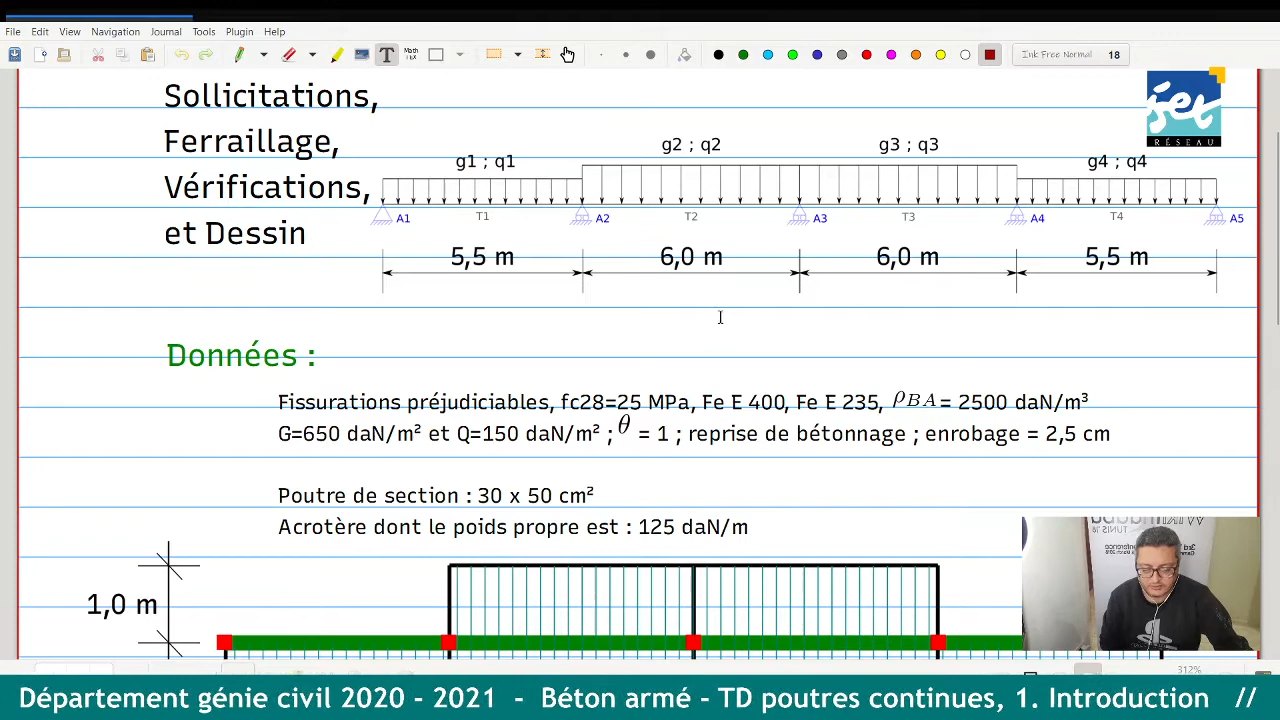 File Edit View Navigation Journal Tools Plugin Help
Math TEX
Ink Free Normal 18
Sollicitations,
Ferraillage,
Vérifications,
et Dessin
iset
RÉSEAU
g1 ; q1
g2 ; q2
g3 ; q3
g4 ; q4
A1 T1 A2 T2 A3 T3 A4 T4 A5
5,5 m 6,0 m 6,0 m 5,5 m
Données :
Fissurations préjudiciables, fc28=25 MPa, Fe E 400, Fe E 235, ρBA = 2500 daN/m³
G=650 daN/m² et Q=150 daN/m² ; θ = 1 ; reprise de bétonnage ; enrobage = 2,5 cm
Poutre de section : 30 x 50 cm²
Acrotère dont le poids propre est : 125 daN/m
1,0 m
312%
Département génie civil 2020 - 2021 - Béton armé - TD poutres continues, 1. Introduction //